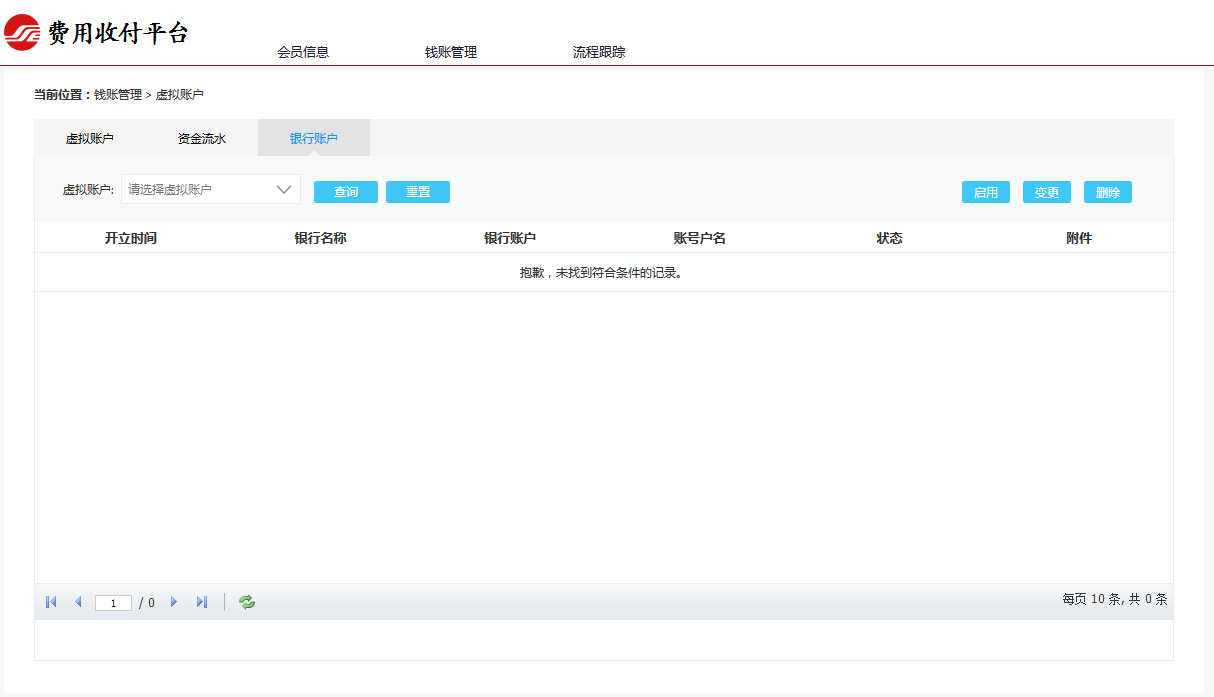 费用收付平台
会员信息 钱账管理 流程跟踪
当前位置：钱账管理 > 虚拟账户
虚拟账户 资金流水 银行账户
虚拟账户: 请选择虚拟账户 查询 重置 启用 变更 删除
开立时间 银行名称 银行账户 账号户名 状态 附件
抱歉，未找到符合条件的记录。
1 / 0 每页 10 条, 共 0 条